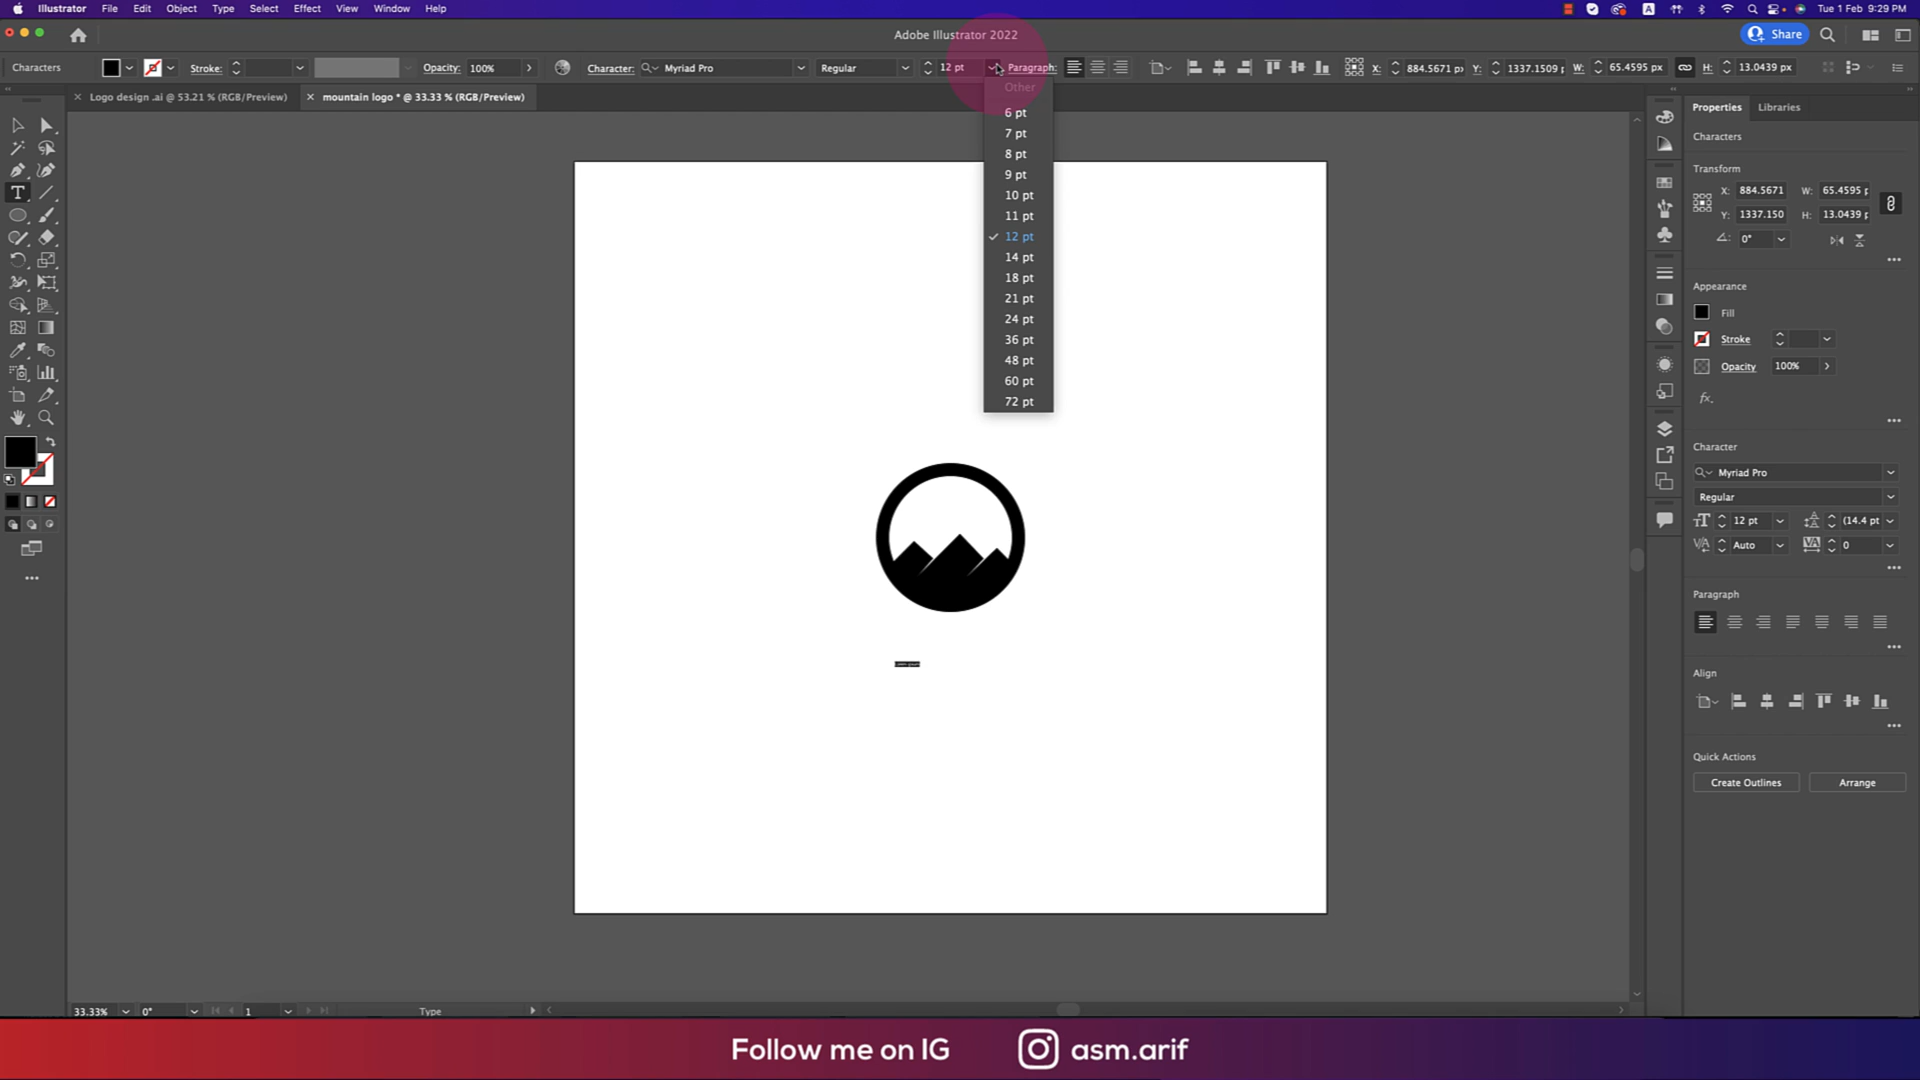 Illustrator File Edit Object Type Select Effect View Window Help
A
Tue 1 Feb 9:29 PM
Adobe Illustrator 2022
Share
Characters
Stroke:
Opacity: 100%
Character: Myriad Pro
Regular
12 pt
Paragraph:
X: 884.5671 px
Y: 1337.1509
W: 65.4595 px
H: 13.0439 px
Logo design .ai @ 53.21 % (RGB/Preview)
mountain logo * @ 33.33 % (RGB/Preview)
Other
6 pt
7 pt
8 pt
9 pt
10 pt
11 pt
12 pt
14 pt
18 pt
21 pt
24 pt
36 pt
48 pt
60 pt
72 pt
Properties Libraries
Characters
Transform
X: 884.5671 W: 65.4595
Y: 1337.150 H: 13.0439
0°
Appearance
Fill
Stroke
Opacity 100%
fx.
Character
Myriad Pro
Regular
12 pt (14.4 pt
Auto 0
Paragraph
Align
Quick Actions
Create Outlines Arrange
33.33% 0° 1 Type
Follow me on IG asm.arif